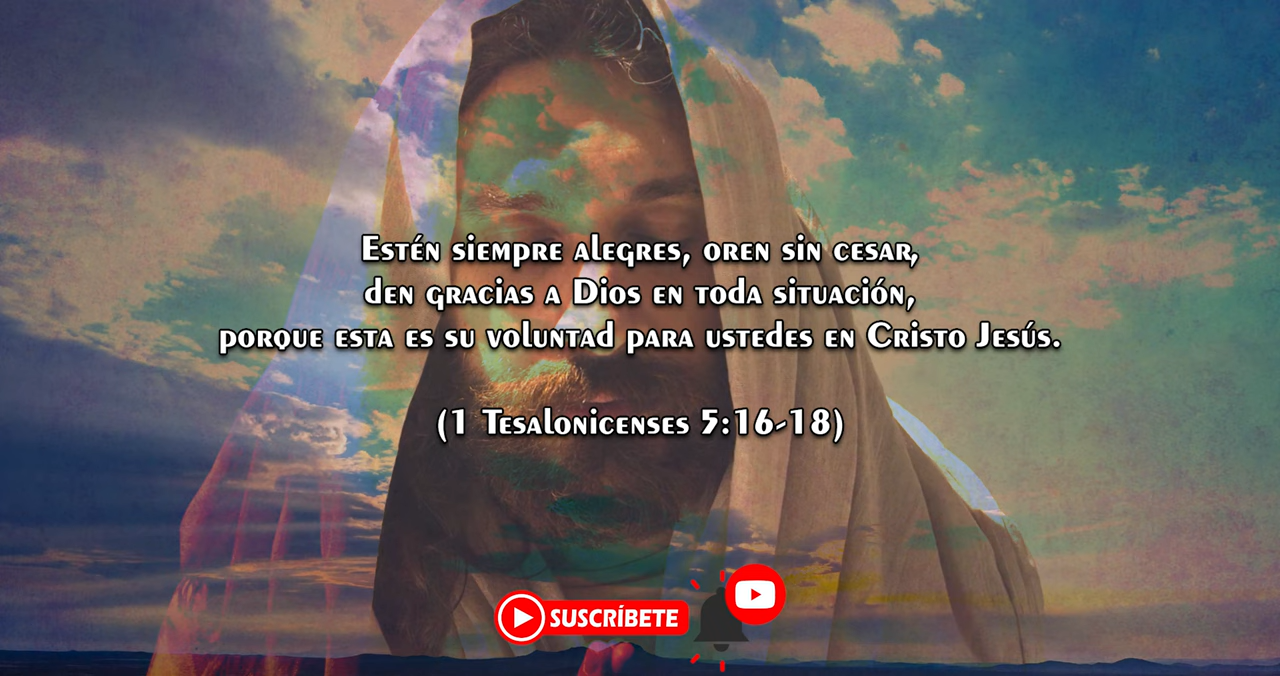 Estén siempre alegres, oren sin cesar,
den gracias a Dios en toda situación,
porque esta es su voluntad para ustedes en Cristo Jesús.
(1 Tesalonicenses 5:16-18)
SUSCRÍBETE